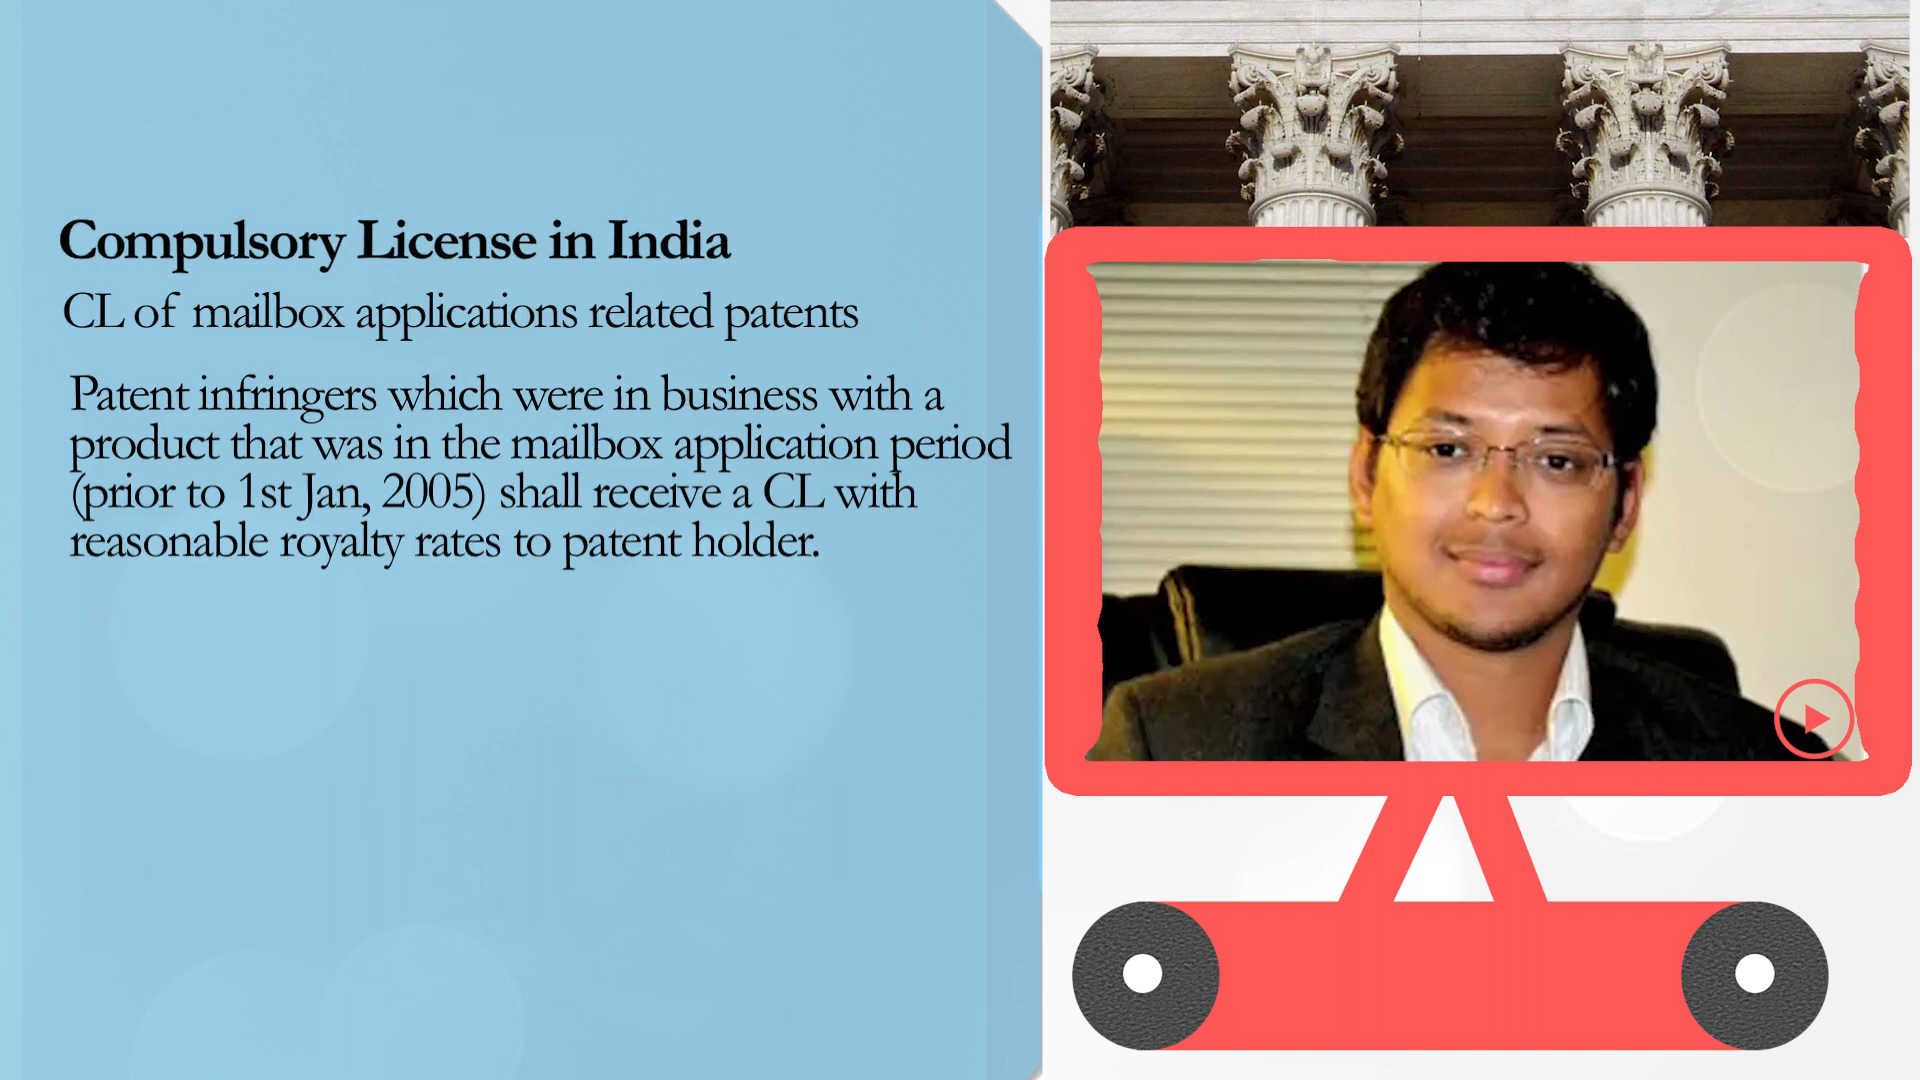 Compulsory License in India
CL of mailbox applications related patents
Patent infringers which were in business with a
product that was in the mailbox application period
(prior to 1st Jan, 2005) shall receive a CL with
reasonable royalty rates to patent holder.